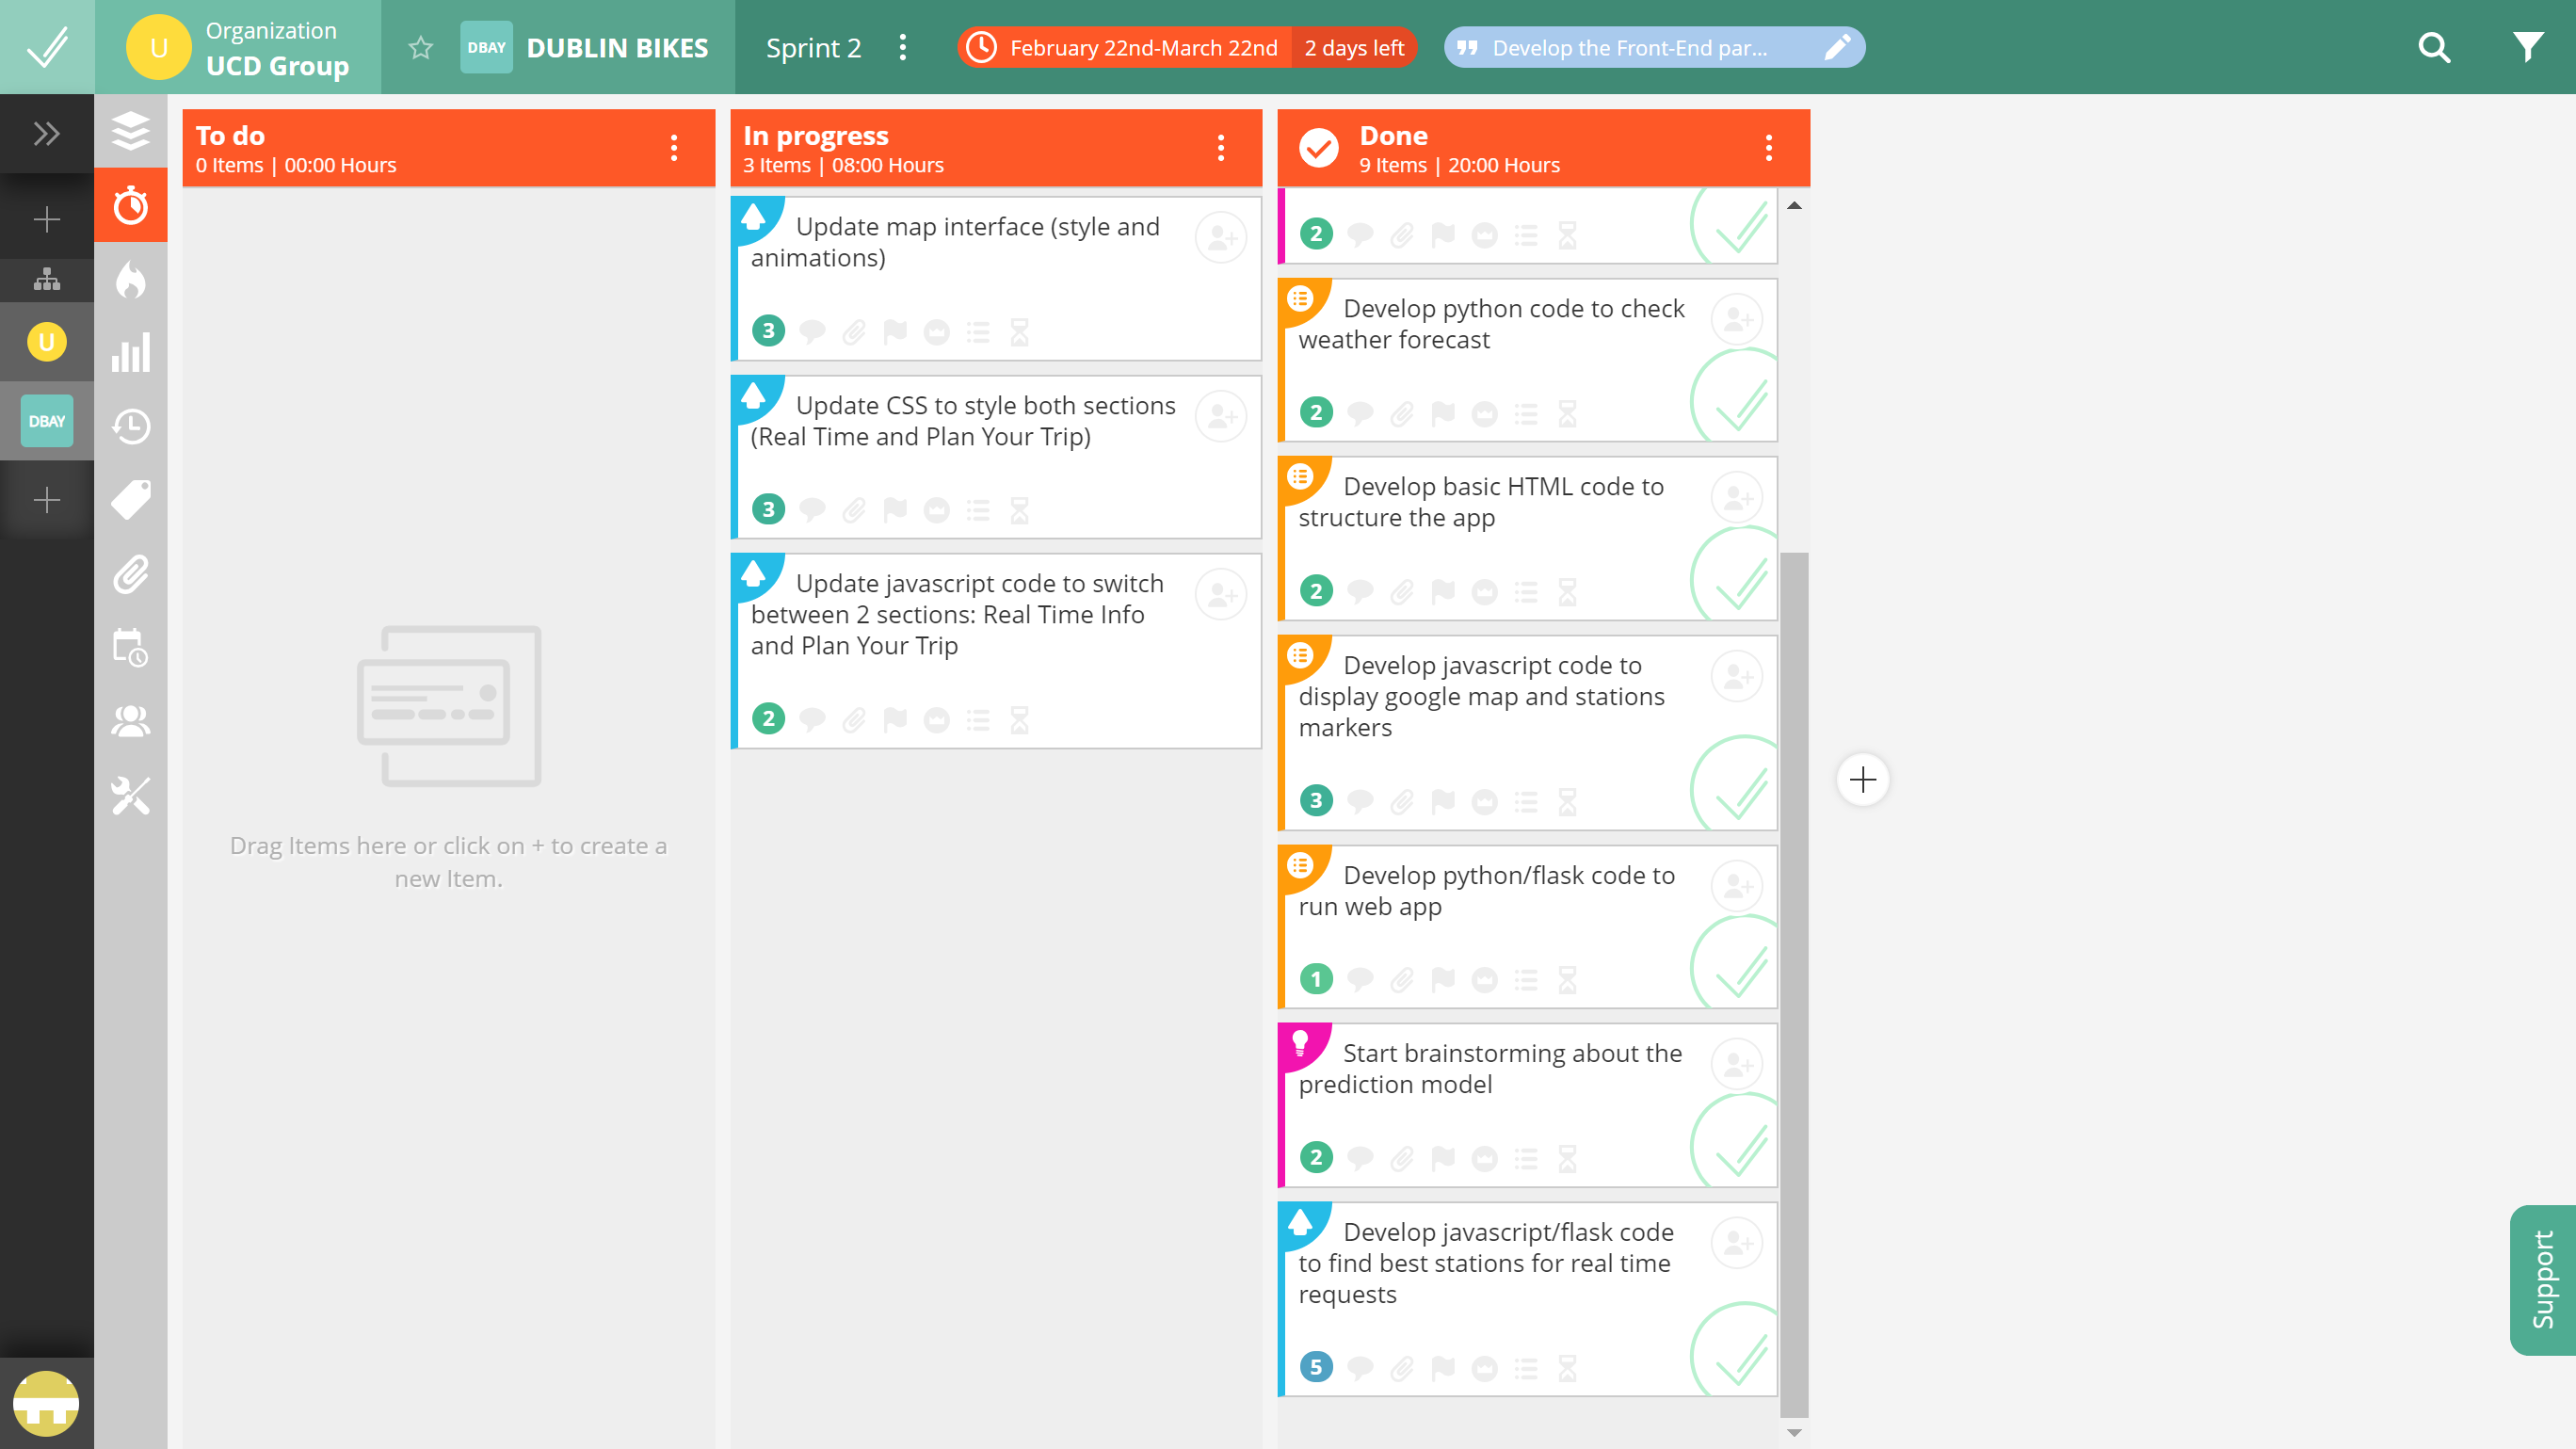 U
Organization
UCD Group
DBAY
DUBLIN BIKES
Sprint 2
February 22nd-March 22nd
2 days left
Develop the Front-End par...
U
DBAY
To do
0 Items | 00:00 Hours
Drag Items here or click on + to create a
new Item.
In progress
3 Items | 08:00 Hours
Update map interface (style and
animations)
3
Update CSS to style both sections
(Real Time and Plan Your Trip)
3
Update javascript code to switch
between 2 sections: Real Time Info
and Plan Your Trip
2
Done
9 Items | 20:00 Hours
2
Develop python code to check
weather forecast
2
Develop basic HTML code to
structure the app
2
Develop javascript code to
display google map and stations
markers
3
Develop python/flask code to
run web app
1
Start brainstorming about the
prediction model
2
Develop javascript/flask code
to find best stations for real time
requests
5
Support